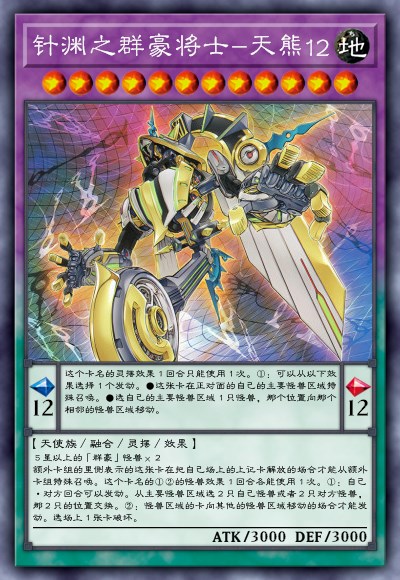 针渊之群豪将士-天熊12
地
这个卡名的灵摆效果1回合只能使用1次。①：可以从以下效
果选择1个发动。●这张卡在正对面的自己的主要怪兽区域特
殊召唤。●选自己的主要怪兽区域1只怪兽，那个位置向那个
相邻的怪兽区域移动。
12
12
【天使族／融合／灵摆／效果】
5星以上的「群豪」怪兽×2
额外卡组的里侧表示的这张卡在把自己场上的上记卡解放的场合才能从额外
卡组特殊召唤。这个卡名的①②的怪兽效果1回合各能使用1次。①：自己
·对方回合可以发动。从主要怪兽区域选2只自己怪兽或者2只对方怪兽，
那2只的位置交换。②：怪兽区域的卡向其他的怪兽区域移动的场合才能发
动。选场上1张卡破坏。
ATK/3000 DEF/3000